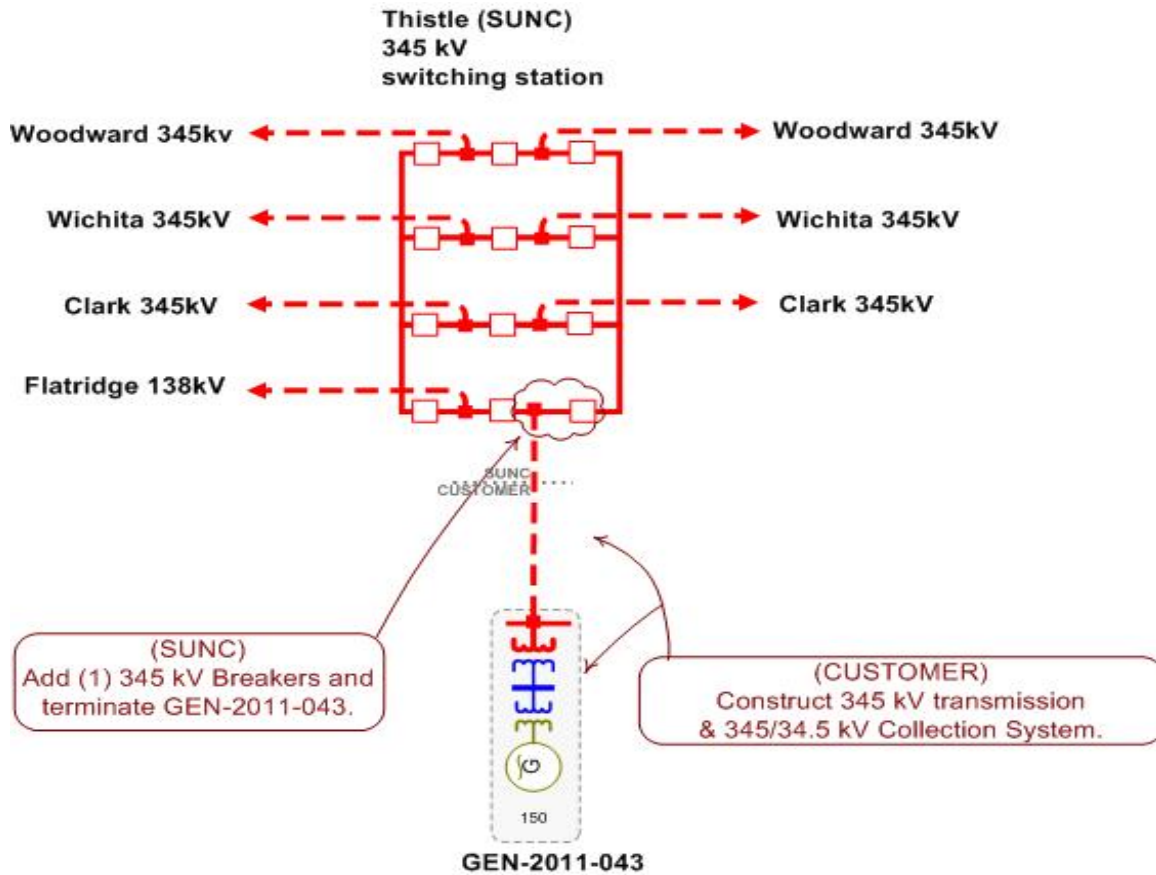 Thistle (SUNC)
345 kV
switching station
Woodward 345kv
Woodward 345kV
Wichita 345kV
Wichita 345kV
Clark 345kV
Clark 345kV
Flatridge 138kV
SUNC
CUSTOMER
(SUNC)
Add (1) 345 kV Breakers and
terminate GEN-2011-043.
(CUSTOMER)
Construct 345 kV transmission
& 345/34.5 kV Collection System.
G
150
GEN-2011-043